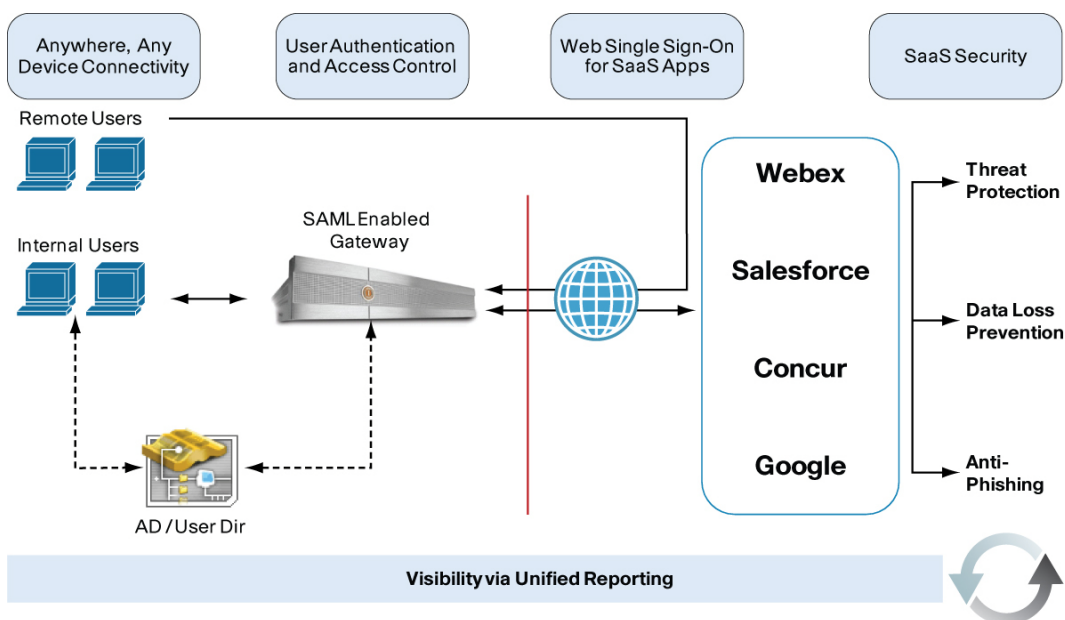 Anywhere, Any
Device Connectivity
User Authentication
and Access Control
Web Single Sign-On
for SaaS Apps
SaaS Security
Remote Users
Internal Users
SAML Enabled
Gateway
AD / User Dir
Webex
Salesforce
Concur
Google
Threat
Protection
Data Loss
Prevention
Anti-
Phishing
Visibility via Unified Reporting